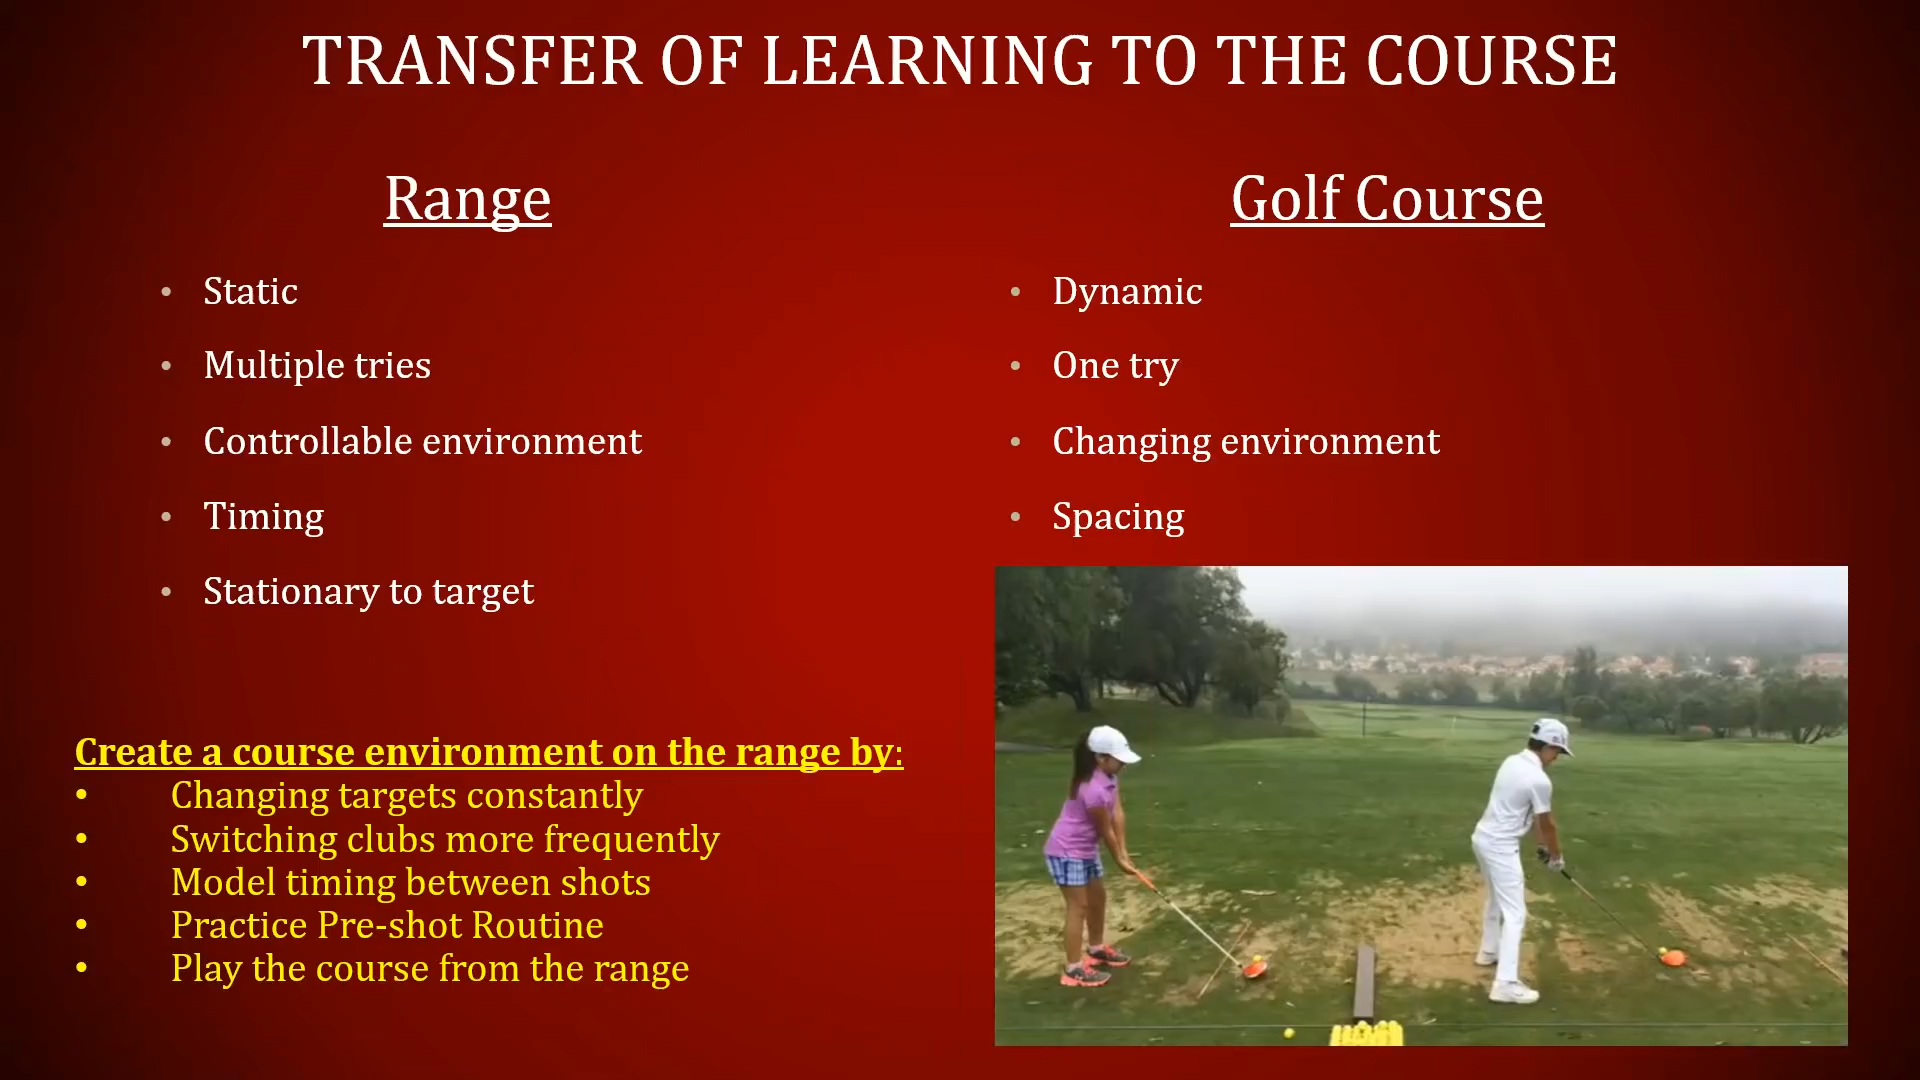 TRANSFER OF LEARNING TO THE COURSE
Range
• Static
• Multiple tries
• Controllable environment
• Timing
• Stationary to target
Golf Course
• Dynamic
• One try
• Changing environment
• Spacing
Create a course environment on the range by:
• Changing targets constantly
• Switching clubs more frequently
• Model timing between shots
• Practice Pre-shot Routine
• Play the course from the range